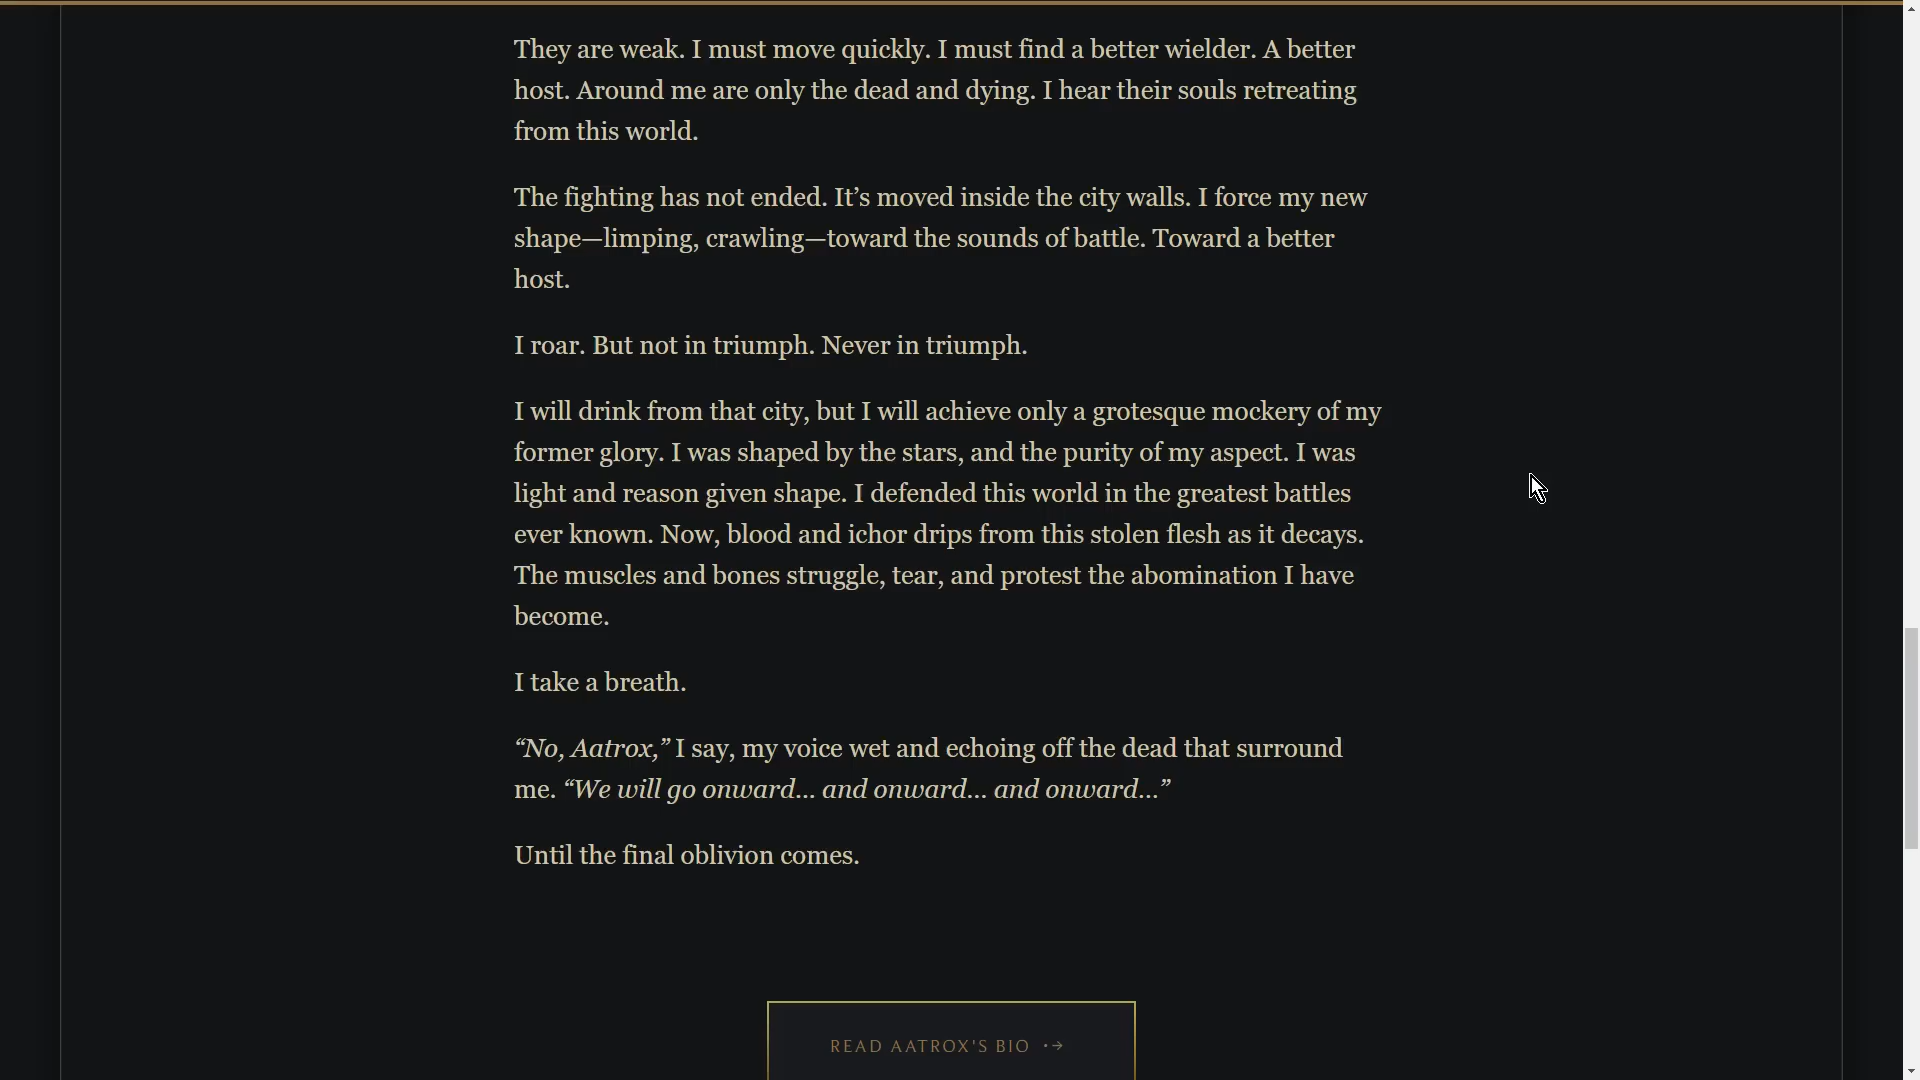 They are weak. I must move quickly. I must find a better wielder. A better
host. Around me are only the dead and dying. I hear their souls retreating
from this world.
The fighting has not ended. It’s moved inside the city walls. I force my new
shape—limping, crawling—toward the sounds of battle. Toward a better
host.
I roar. But not in triumph. Never in triumph.
I will drink from that city, but I will achieve only a grotesque mockery of my
former glory. I was shaped by the stars, and the purity of my aspect. I was
light and reason given shape. I defended this world in the greatest battles
ever known. Now, blood and ichor drips from this stolen flesh as it decays.
The muscles and bones struggle, tear, and protest the abomination I have
become.
I take a breath.
“No, Aatrox,” I say, my voice wet and echoing off the dead that surround
me. “We will go onward... and onward... and onward...”
Until the final oblivion comes.
READ AATROX'S BIO